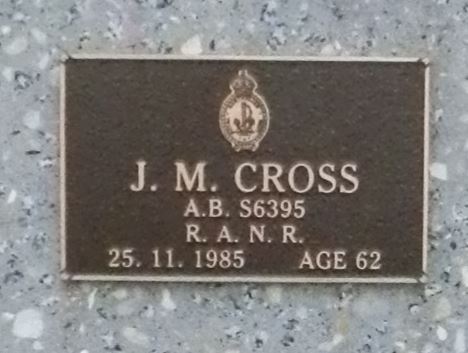 J. M. CROSS
A.B. S6395
R. A. N. R.
25. 11. 1985 AGE 62